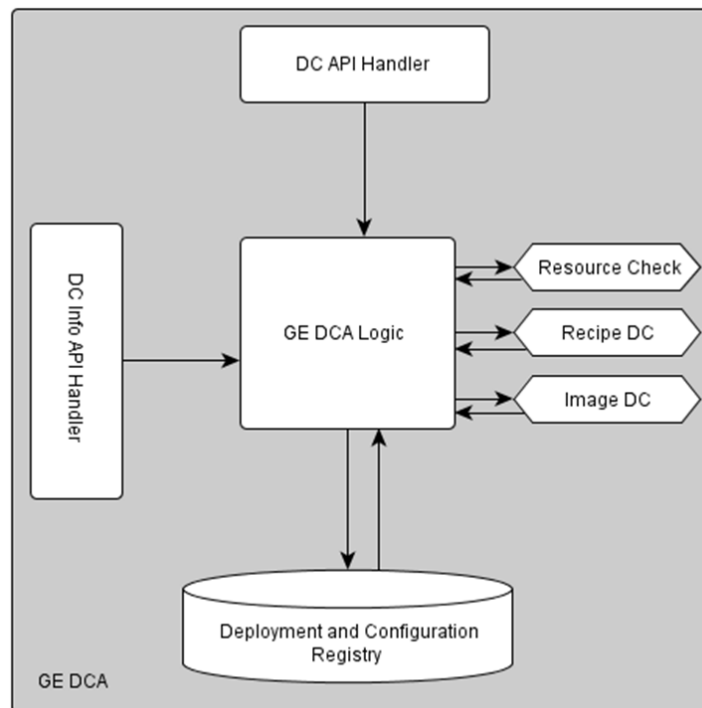 DC API Handler
DC Info API Handler
GE DCA Logic
Resource Check
Recipe DC
Image DC
Deployment and Configuration
Registry
GE DCA